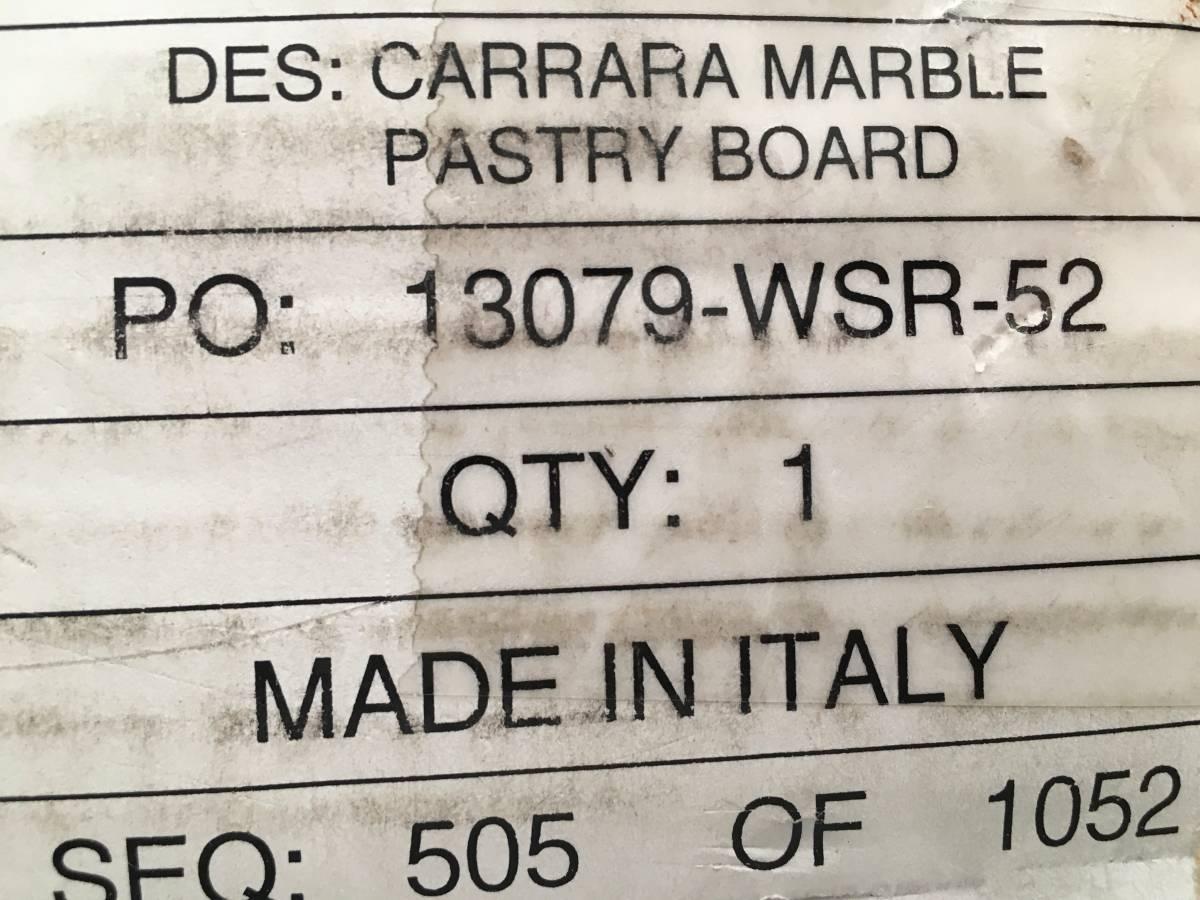 DES: CARRARA MARBLE
PASTRY BOARD
PO: 13079-WSR-52
QTY: 1
MADE IN ITALY
SEQ: 505 OF 1052